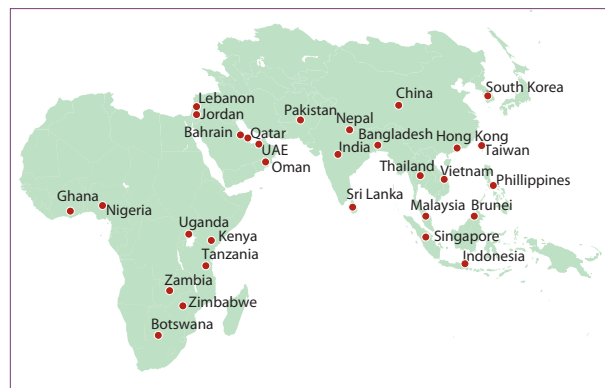 Lebanon
Jordan
Bahrain
Qatar
UAE
Oman
Pakistan
Nepal
Bangladesh
India
China
South Korea
Hong Kong
Taiwan
Thailand
Vietnam
Phillippines
Sri Lanka
Malaysia
Brunei
Singapore
Indonesia
Ghana
Nigeria
Uganda
Kenya
Tanzania
Zambia
Zimbabwe
Botswana